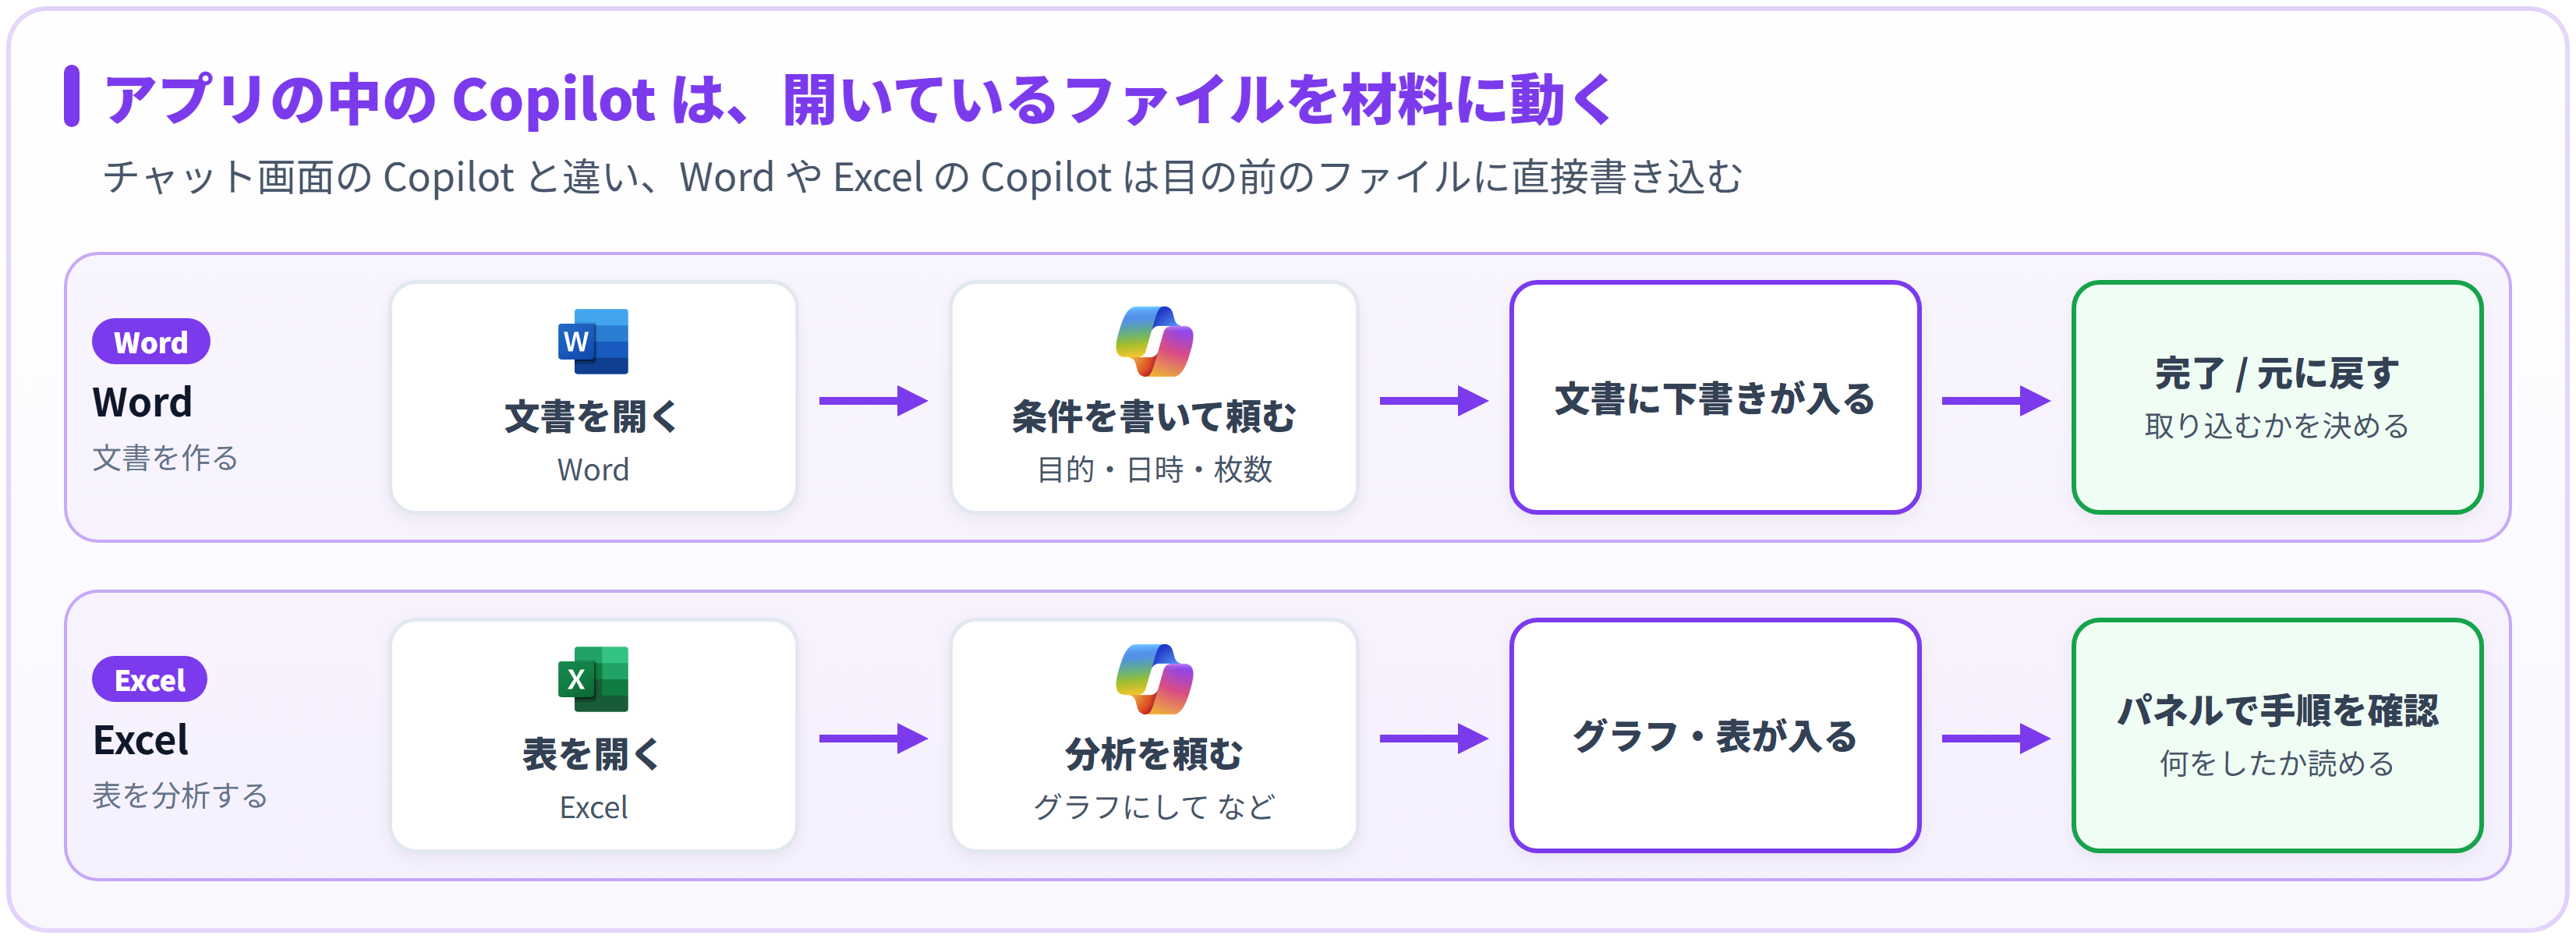 アプリの中の Copilot は、開いているファイルを材料に動く
チャット画面の Copilot と違い、Word や Excel の Copilot は目の前のファイルに直接書き込む
Word
Word
文書を作る
W
文書を開く
Word
条件を書いて頼む
目的・日時・枚数
文書に下書きが入る
完了 / 元に戻す
取り込むかを決める
Excel
Excel
表を分析する
X
表を開く
Excel
分析を頼む
グラフにして など
グラフ・表が入る
パネルで手順を確認
何をしたか読める